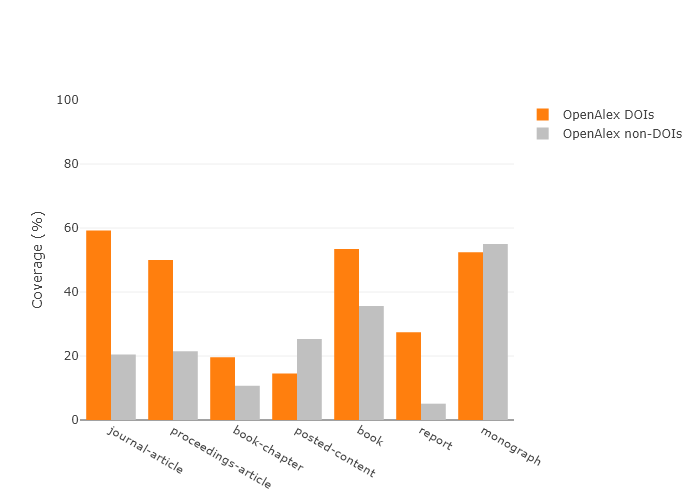 100
80
60
40
20
0
Coverage (%)
journal-article
proceedings-article
book-chapter
posted-content
book
report
monograph
OpenAlex DOIs
OpenAlex non-DOIs